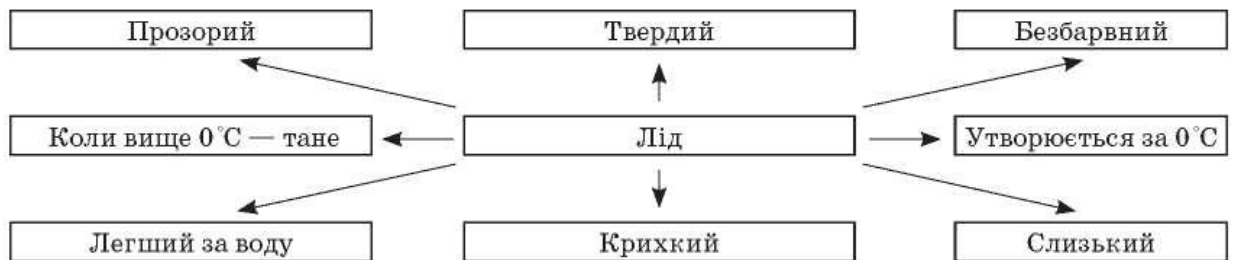 Прозорий
Твердий
Безбарвний
Коли вище 0°C — тане
Лід
Утворюється за 0°C
Легший за воду
Крихкий
Слизький